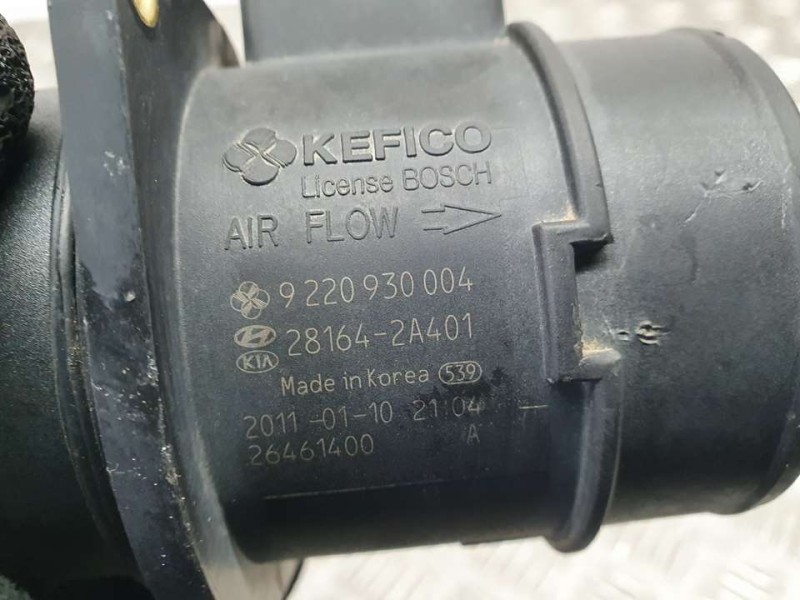 KEFICO
License BOSCH
AIR FLOW
9 220 930 004
28164-2A401
KIA
Made in Korea 539
2011-01-10 21:04
26461400 A